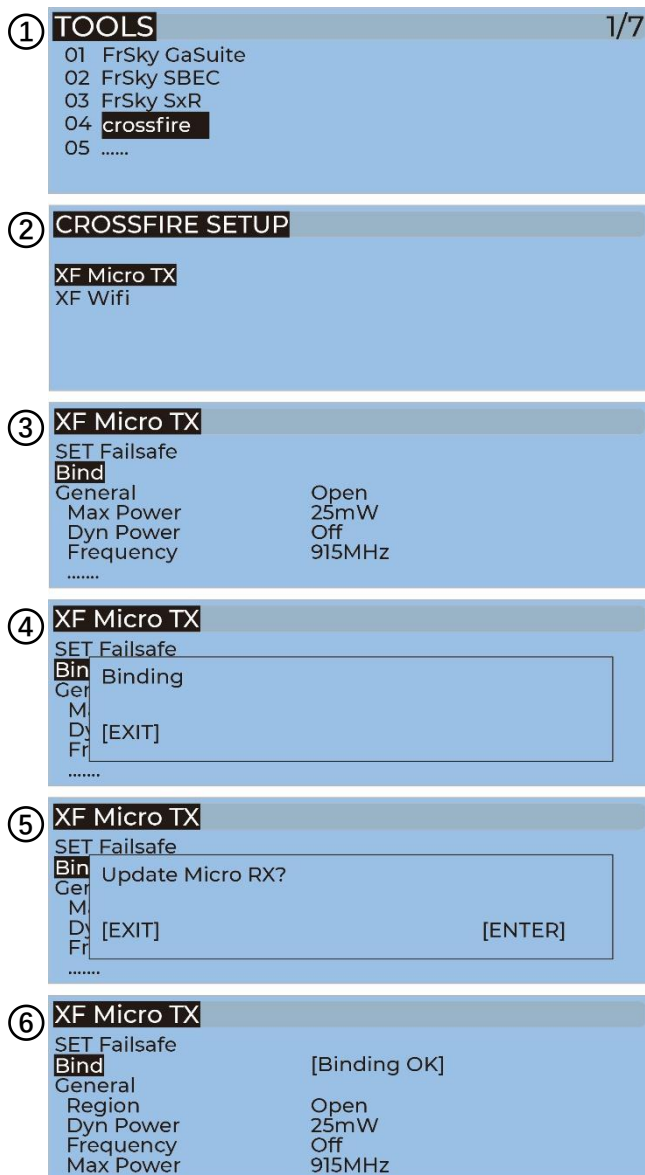 ① TOOLS 1/7
01 FrSky GaSuite
02 FrSky SBEC
03 FrSky SxR
04 crossfire
05 ......
② CROSSFIRE SETUP
XF Micro TX
XF Wifi
③ XF Micro TX
SET Failsafe
Bind
General Open
Max Power 25mW
Dyn Power Off
Frequency 915MHz
.......
④ XF Micro TX
SET Failsafe
Bin
Binding
Ger
M
Dy [EXIT]
Fr
.......
⑤ XF Micro TX
SET Failsafe
Bin
Update Micro RX?
Ger
M
Dy [EXIT] [ENTER]
Fr
.......
⑥ XF Micro TX
SET Failsafe
Bind [Binding OK]
General
Region Open
Dyn Power 25mW
Frequency Off
Max Power 915MHz